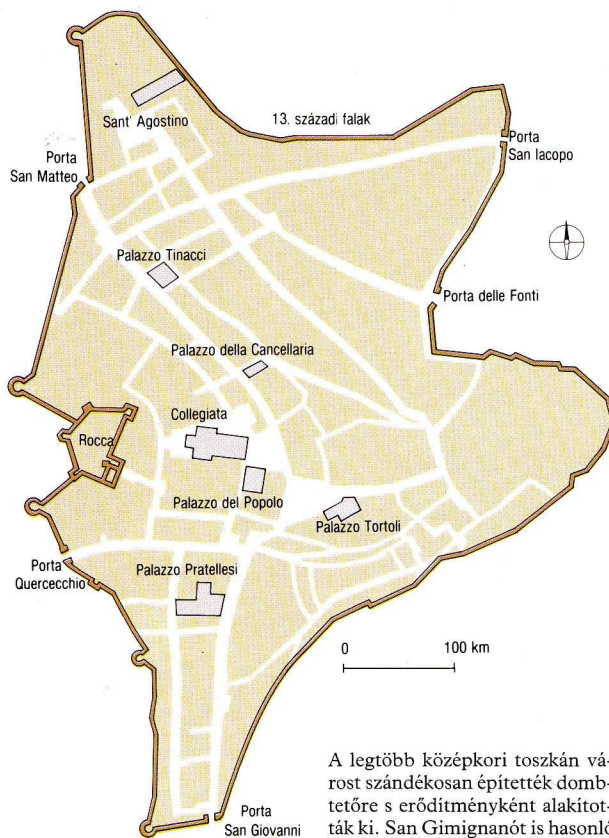 Sant' Agostino
13. századi falak
Porta
San Iacopo
Porta
San Matteo
Palazzo Tinacci
Porta delle Fonti
Palazzo della Cancellaria
Collegiata
Rocca
Palazzo del Popolo
Palazzo Tortoli
Porta
Quercecchio
Palazzo Pratellesi
0 100 km
Porta
San Giovanni
A legtöbb középkori toszkán vá-
rost szándékosan építették domb-
tetőre s erődítményként alakítot-
ták ki. San Gimignanót is hasonló